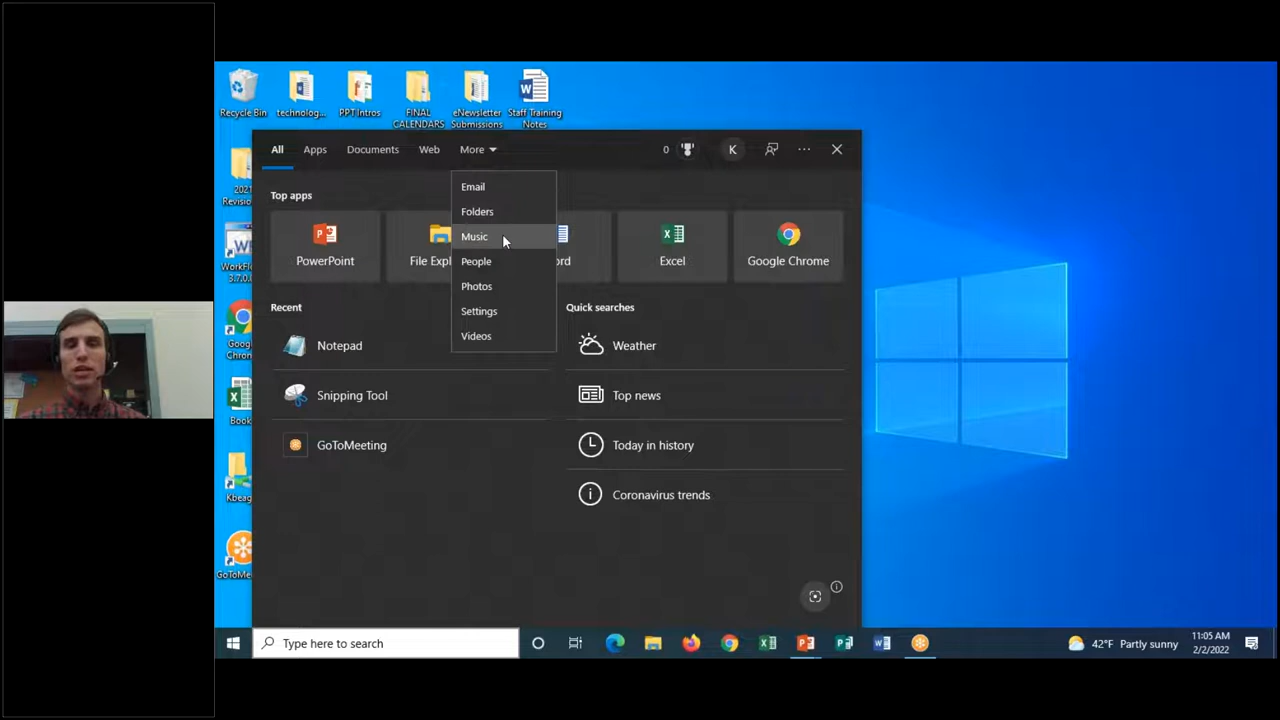 Recycle Bin
technolog...
PPT Intros
FINAL
CALENDARS
eNewsletter
Submissions
Staff Training
Notes
All
Apps
Documents
Web
More
0
K
Top apps
PowerPoint
File Expl
ord
Excel
Google Chrome
Email
Folders
Music
People
Photos
Settings
Videos
Recent
Notepad
Snipping Tool
GoToMeeting
Quick searches
Weather
Top news
Today in history
Coronavirus trends
Type here to search
42°F Partly sunny
11:05 AM
2/2/2022